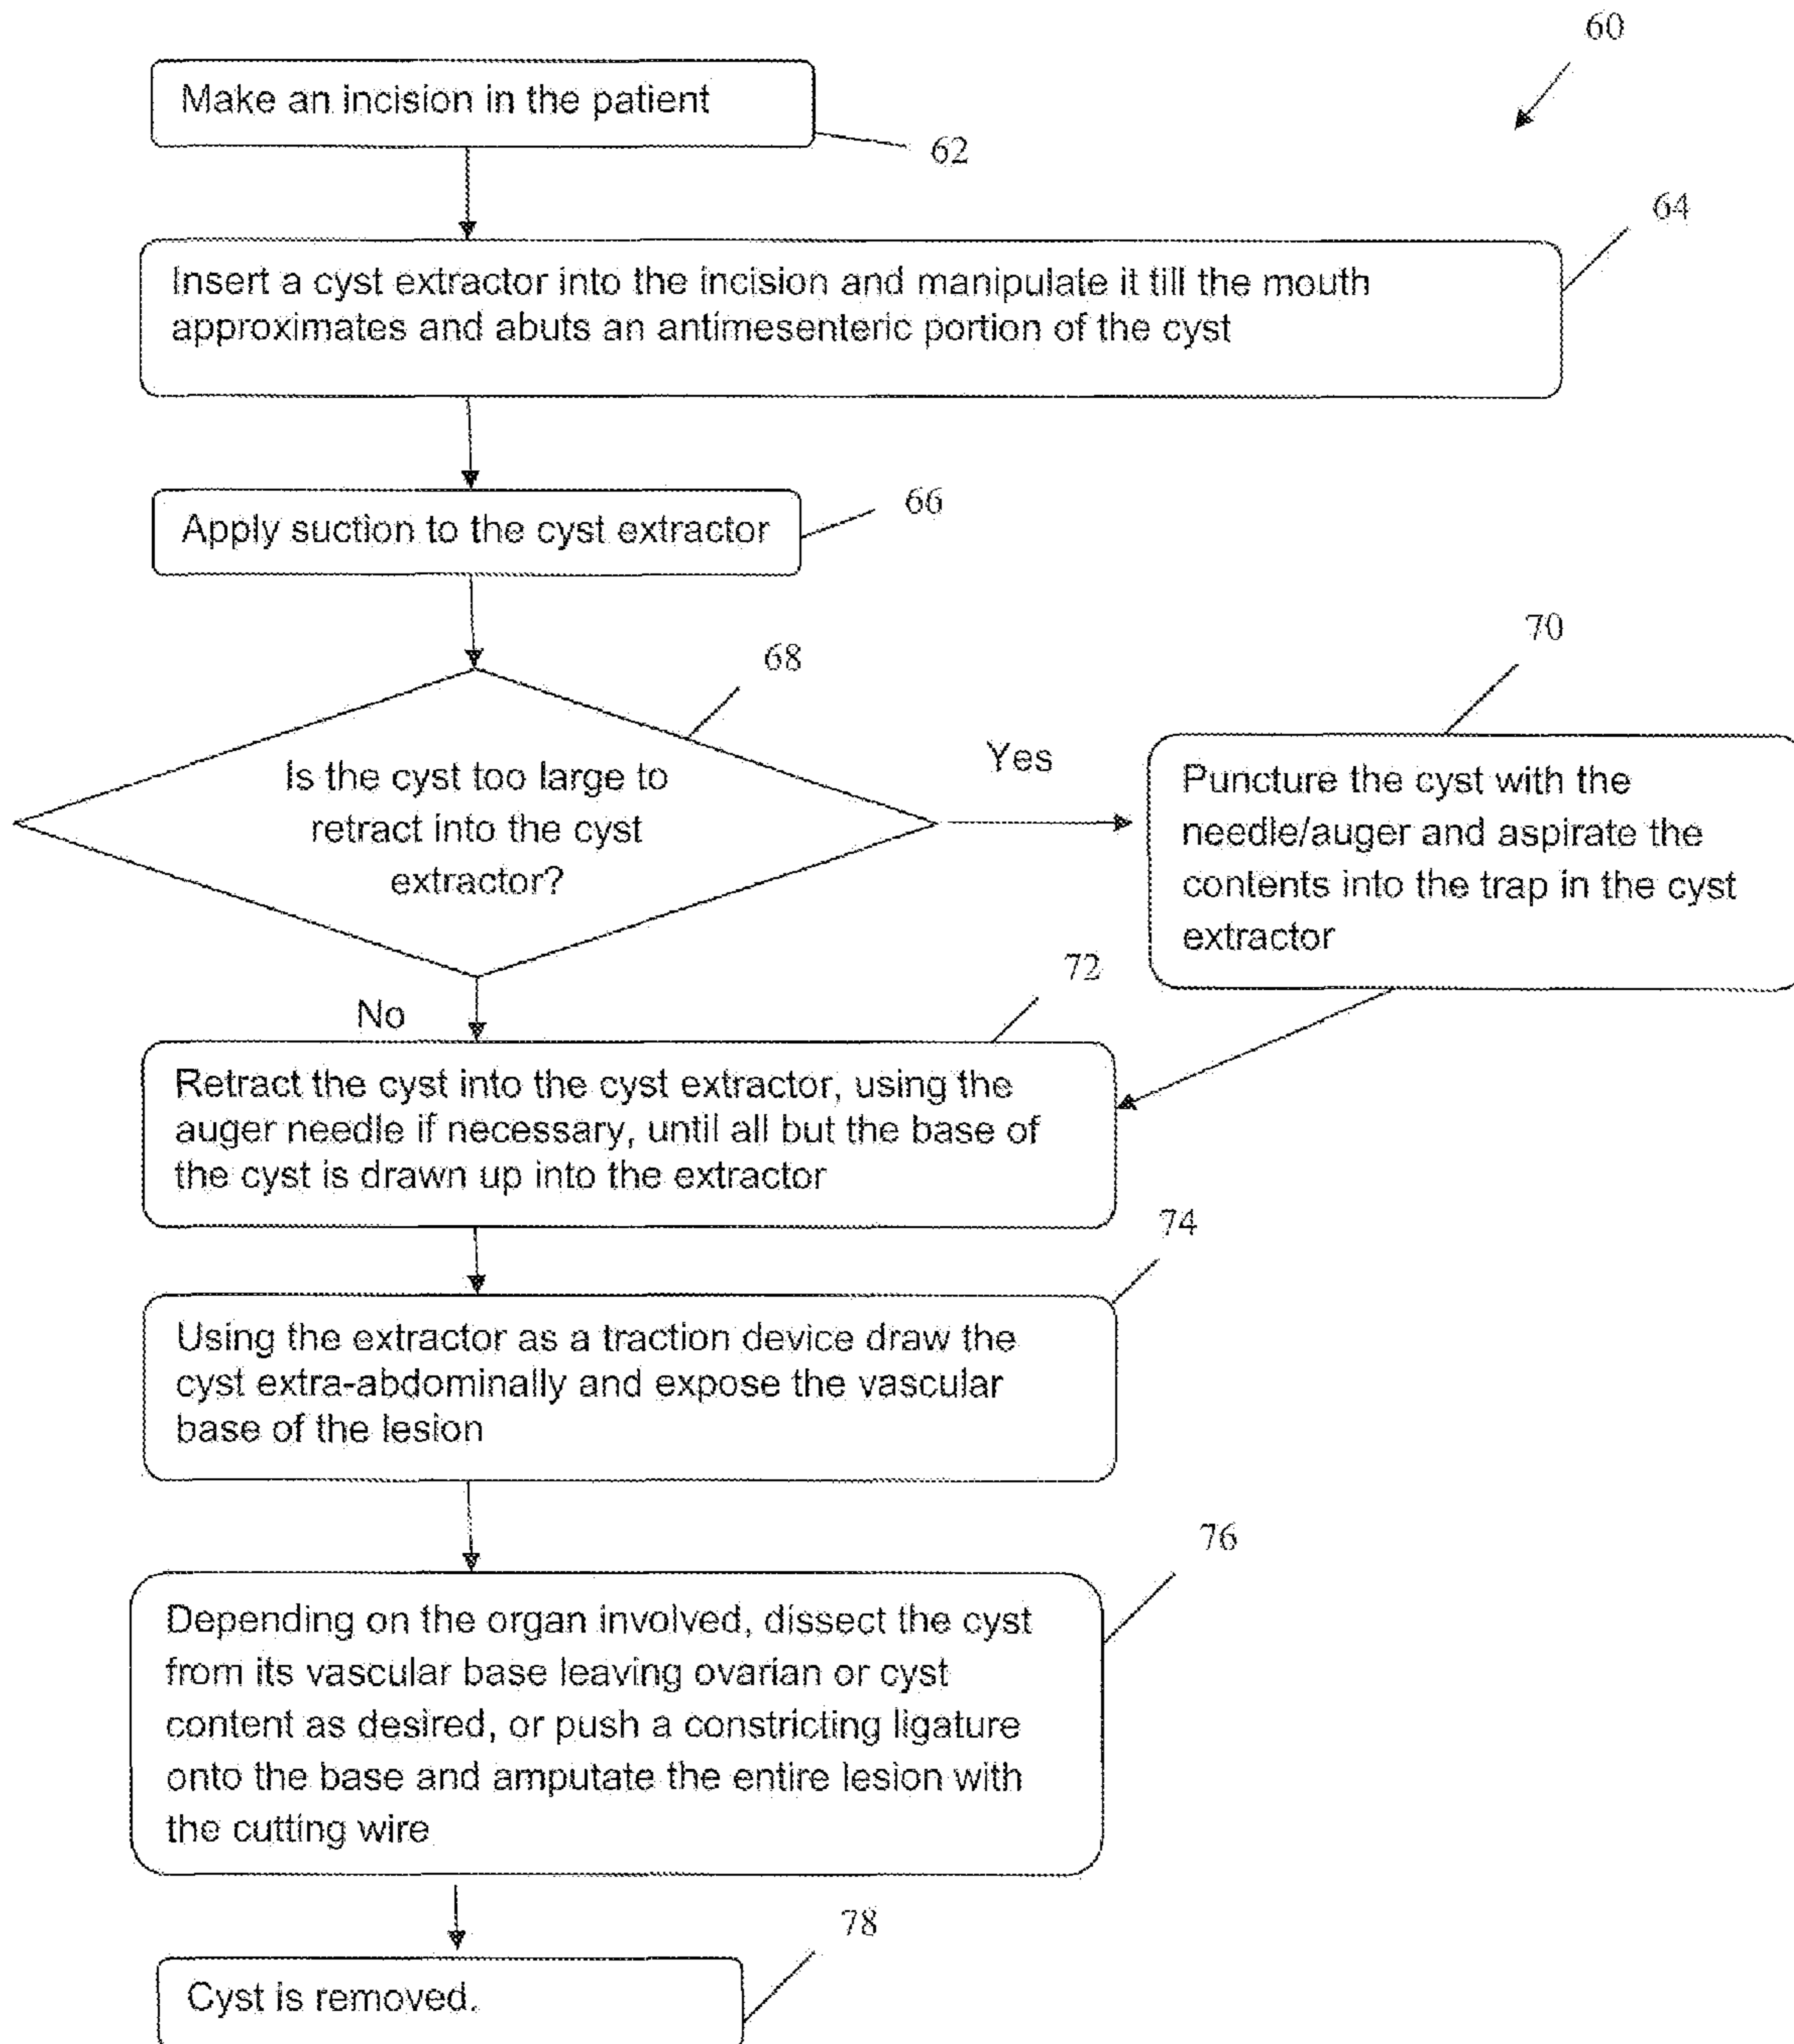 60
Make an incision in the patient
62
64
Insert a cyst extractor into the incision and manipulate it till the mouth
approximates and abuts an antimesenteric portion of the cyst
66
Apply suction to the cyst extractor
68
Is the cyst too large to
retract into the cyst
extractor?
Yes
70
Puncture the cyst with the
needle/auger and aspirate the
contents into the trap in the cyst
extractor
No
72
Retract the cyst into the cyst extractor, using the
auger needle if necessary, until all but the base of
the cyst is drawn up into the extractor
74
Using the extractor as a traction device draw the
cyst extra-abdominally and expose the vascular
base of the lesion
76
Depending on the organ involved, dissect the cyst
from its vascular base leaving ovarian or cyst
content as desired, or push a constricting ligature
onto the base and amputate the entire lesion with
the cutting wire
78
Cyst is removed.